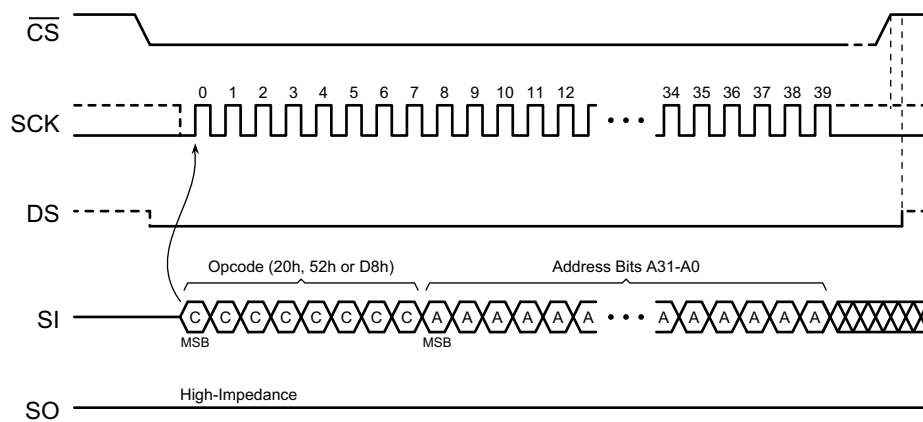 CS
SCK
0 1 2 3 4 5 6 7 8 9 10 11 12 34 35 36 37 38 39
• • •
DS
Opcode (20h, 52h or D8h) Address Bits A31-A0
SI
C C C C C C C C A A A A A A • • • A A A A A A
MSB MSB
High-Impedance
SO